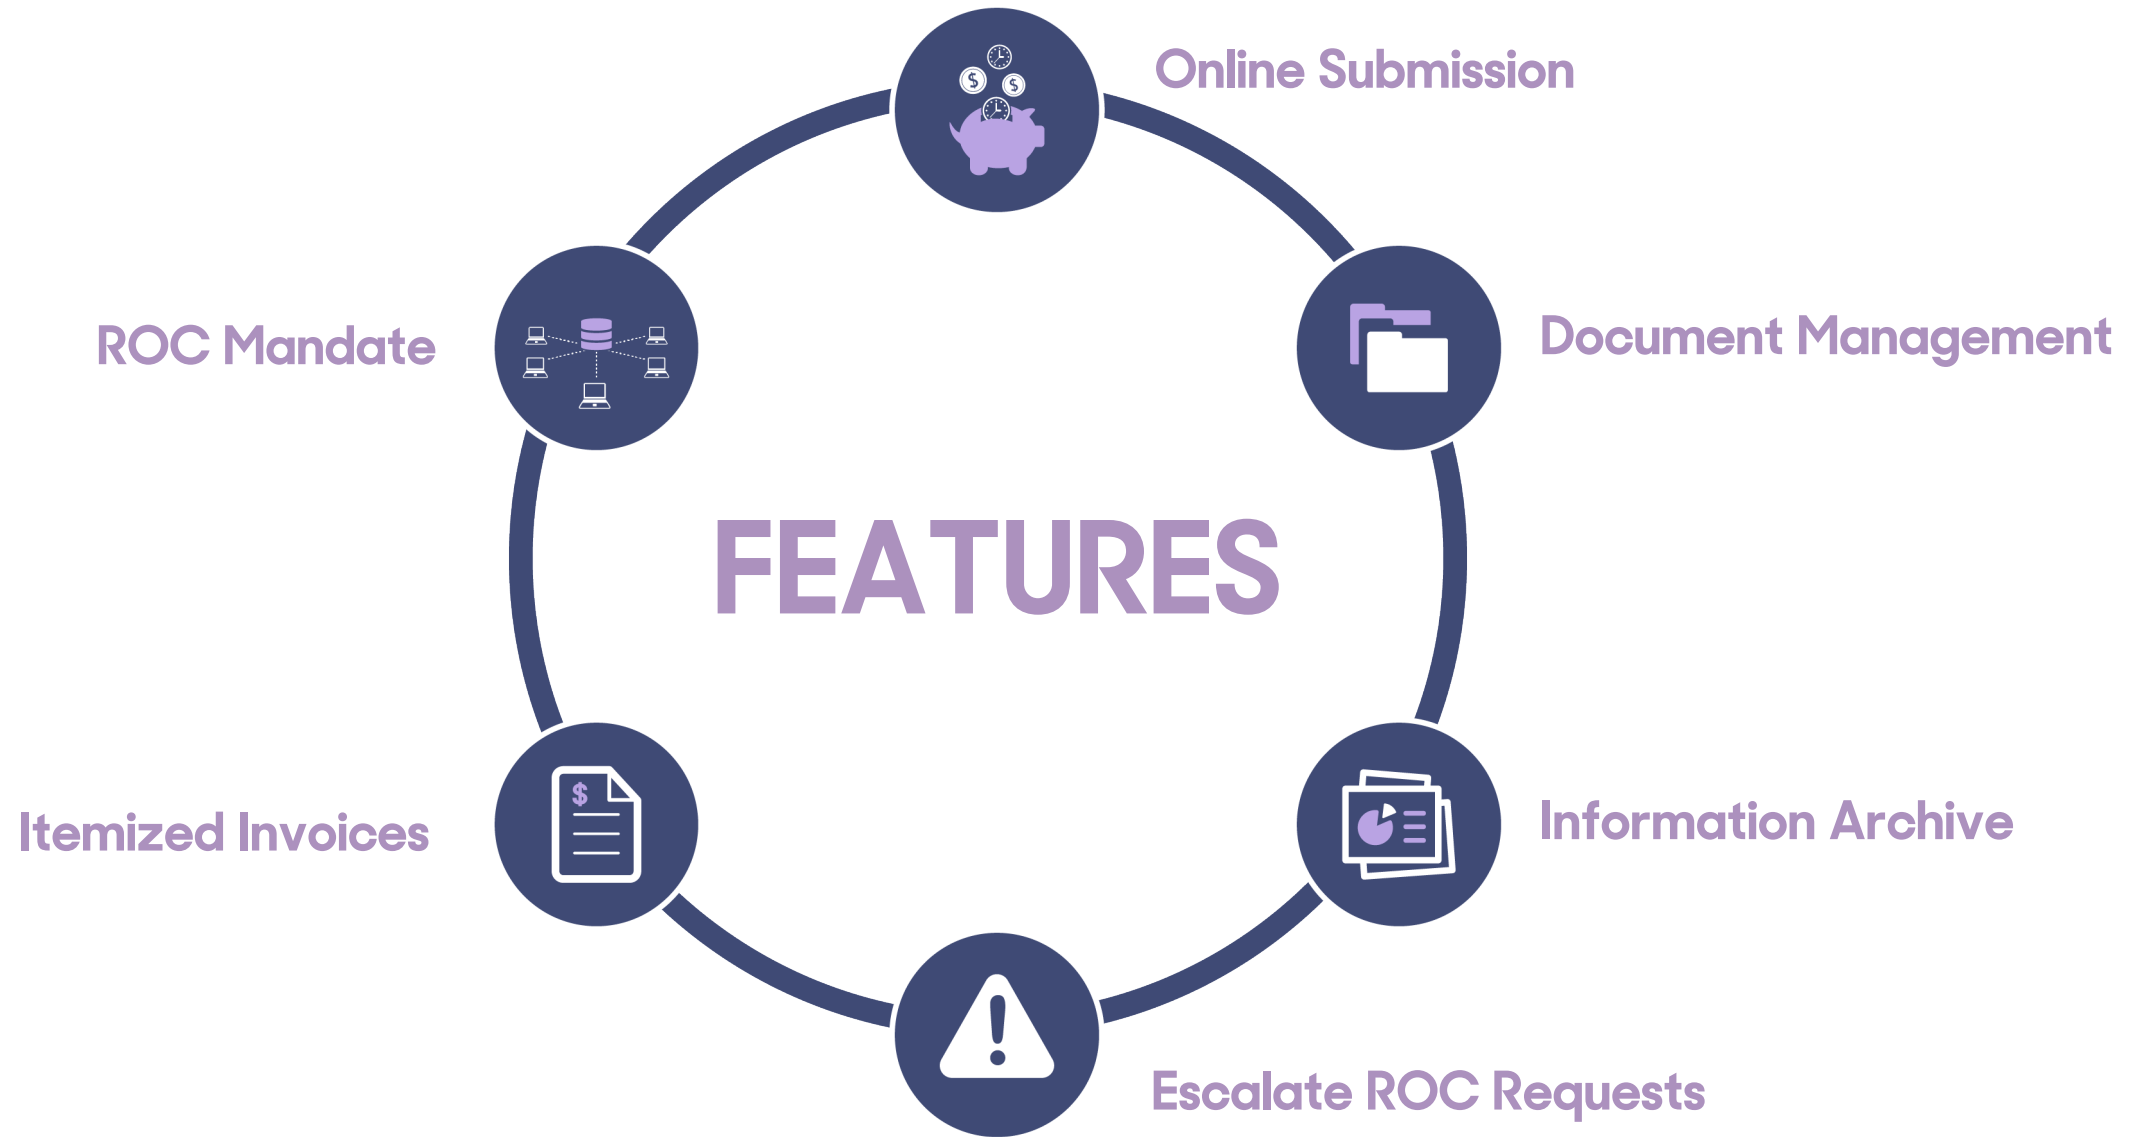 Online Submission
ROC Mandate
Document Management
FEATURES
Itemized Invoices
Information Archive
Escalate ROC Requests
$
$
$